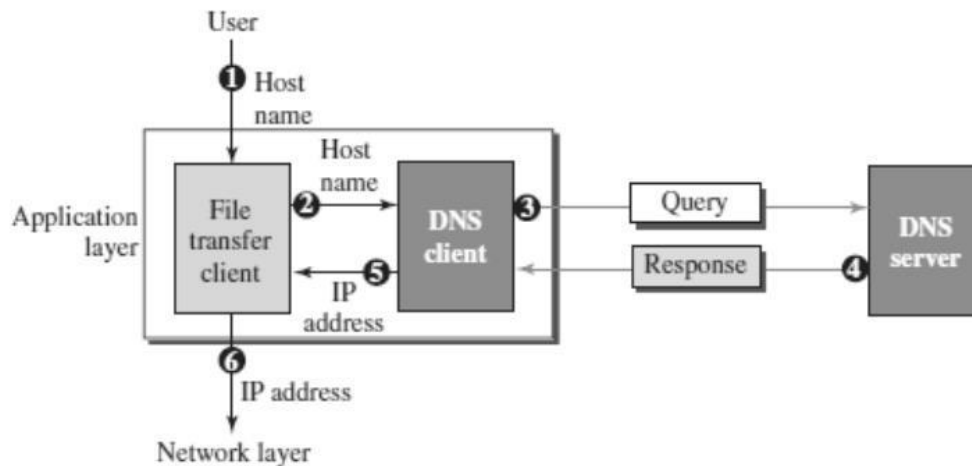 User
1
Host
name
Host
name
2
3
Query
Application
layer
File
transfer
client
DNS
client
DNS
server
Response
4
5
IP
address
6
IP address
Network layer